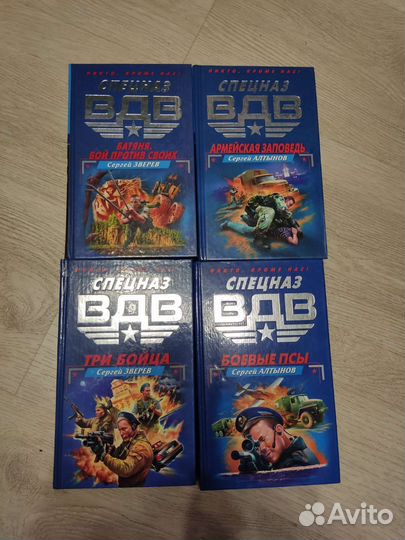 НИКТО, КРОМЕ НАС!
СПЕЦНАЗ
ВДВ
БАТЯНЯ.
БОЙ ПРОТИВ СВОИХ
Сергей ЗВЕРЕВ
НИКТО, КРОМЕ НАС!
СПЕЦНАЗ
ВДВ
АРМЕЙСКАЯ ЗАПОВЕДЬ
Сергей АЛТЫНОВ
НИКТО, КРОМЕ НАС!
СПЕЦНАЗ
ВДВ
ТРИ БОЙЦА
Сергей ЗВЕРЕВ
НИКТО, КРОМЕ НАС!
СПЕЦНАЗ
ВДВ
БОЕВЫЕ ПСЫ
Сергей АЛТЫНОВ
Avito